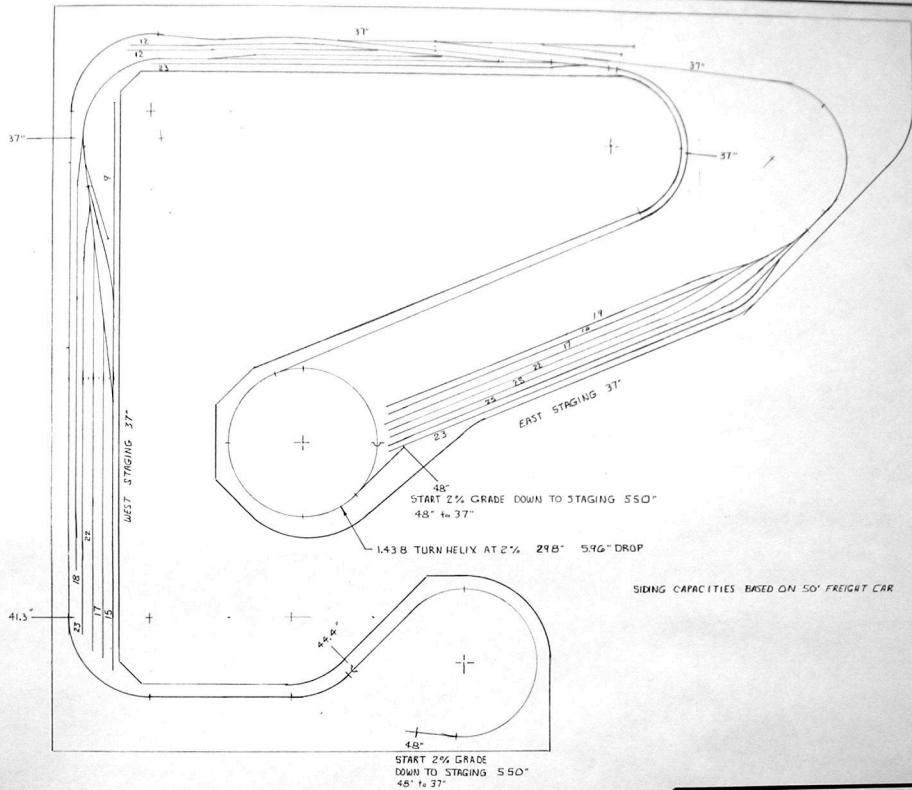 37"
12
12
37"
23
37"
37"
9
19
18
17
22
25
25
EAST STAGING 37"
23
WEST STAGING 37"
48"
START 2% GRADE DOWN TO STAGING 550"
48" to 37"
1.438 TURN HELIX AT 2% 298" 5.96" DROP
22
18
17
15
23
SIDING CAPACITIES BASED ON 50' FREIGHT CAR
41.3"
44.4"
48"
START 2% GRADE
DOWN TO STAGING 550"
48" to 37"